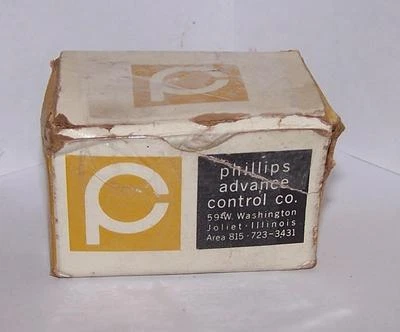 phillips
advance
control co.
59 W. Washington
Joliet · Illinois
Area 815 · 723-3431